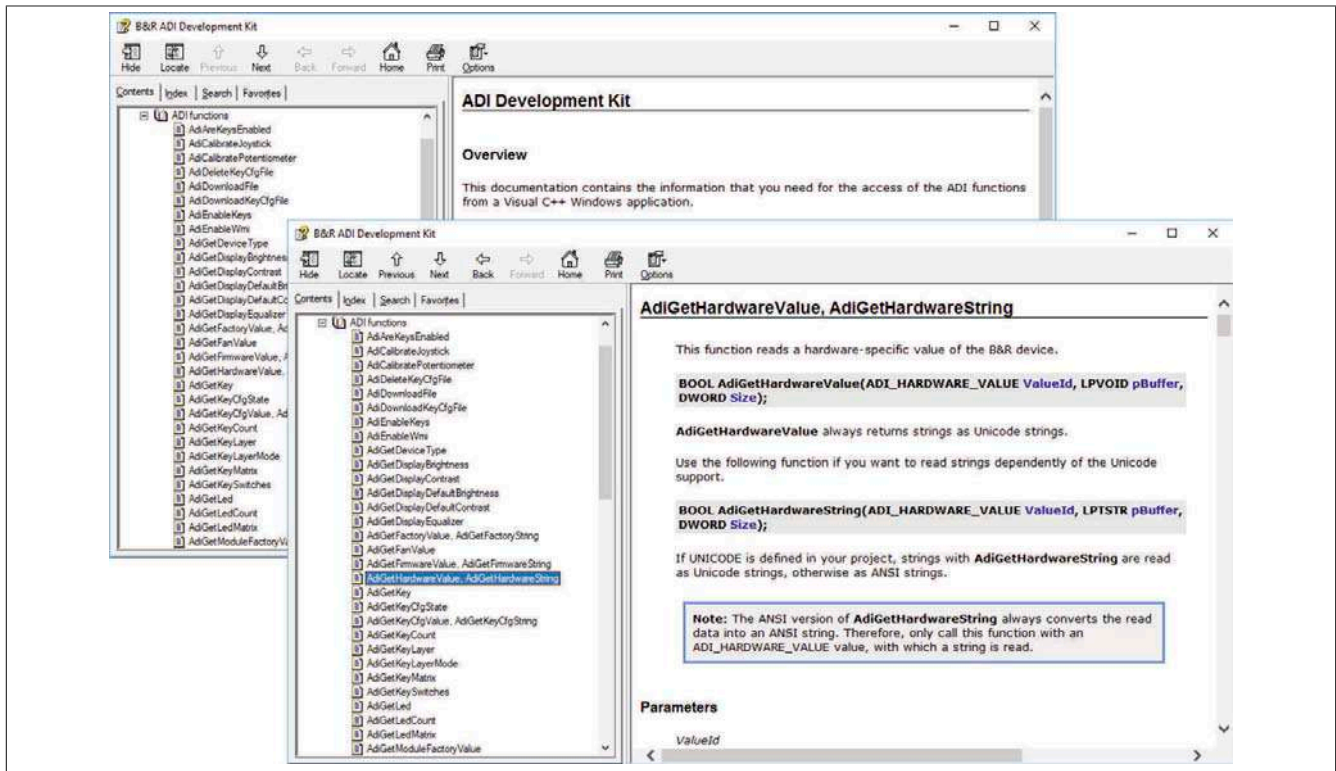 B&R ADI Development Kit
Hide Locate Previous Next Back Forward Home Print Options
Contents Index Search Favorites
ADI functions
AdiAreKeysEnabled
AdiCalibrateJoystick
AdiCalibratePotentiometer
AdiDeleteKeyCfgFile
AdiDownloadFile
AdiDownloadKeyCfgFile
AdiEnableKeys
AdiEnableWmi
AdiGetDeviceType
AdiGetDisplayBrightnes
AdiGetDisplayContrast
AdiGetDisplayDefaultBri
AdiGetDisplayDefaultCo
AdiGetDisplayEqualizer
AdiGetFactoryValue, Ad
AdiGetFanValue
AdiGetFirmwareValue, A
AdiGetHardwareValue,
AdiGetKey
AdiGetKeyCfgState
AdiGetKeyCfgValue, Ad
AdiGetKeyCount
AdiGetKeyLayer
AdiGetKeyLayerMode
AdiGetKeyMatrix
AdiGetKeySwitches
AdiGetLed
AdiGetLedCount
AdiGetLedMatrix
AdiGetModuleFactoryVa
ADI Development Kit
Overview
This documentation contains the information that you need for the access of the ADI functions
from a Visual C++ Windows application.
B&R ADI Development Kit
Hide Locate Previous Next Back Forward Home Print Options
Contents Index Search Favorites
ADI functions
AdiAreKeysEnabled
AdiCalibrateJoystick
AdiCalibratePotentiometer
AdiDeleteKeyCfgFile
AdiDownloadFile
AdiDownloadKeyCfgFile
AdiEnableKeys
AdiEnableWmi
AdiGetDeviceType
AdiGetDisplayBrightness
AdiGetDisplayContrast
AdiGetDisplayDefaultBrightness
AdiGetDisplayDefaultContrast
AdiGetDisplayEqualizer
AdiGetFactoryValue, AdiGetFactoryString
AdiGetFanValue
AdiGetFirmwareValue, AdiGetFirmwareString
AdiGetHardwareValue, AdiGetHardwareString
AdiGetKey
AdiGetKeyCfgState
AdiGetKeyCfgValue, AdiGetKeyCfgString
AdiGetKeyCount
AdiGetKeyLayer
AdiGetKeyLayerMode
AdiGetKeyMatrix
AdiGetKeySwitches
AdiGetLed
AdiGetLedCount
AdiGetLedMatrix
AdiGetModuleFactoryValue
AdiGetHardwareValue, AdiGetHardwareString
This function reads a hardware-specific value of the B&R device.
BOOL AdiGetHardwareValue(ADI_HARDWARE_VALUE ValueId, LPVOID pBuffer,
DWORD Size);
AdiGetHardwareValue always returns strings as Unicode strings.
Use the following function if you want to read strings dependently of the Unicode
support.
BOOL AdiGetHardwareString(ADI_HARDWARE_VALUE ValueId, LPTSTR pBuffer,
DWORD Size);
If UNICODE is defined in your project, strings with AdiGetHardwareString are read
as Unicode strings, otherwise as ANSI strings.
Note: The ANSI version of AdiGetHardwareString always converts the read
data into an ANSI string. Therefore, only call this function with an
ADI_HARDWARE_VALUE value, with which a string is read.
Parameters
ValueId